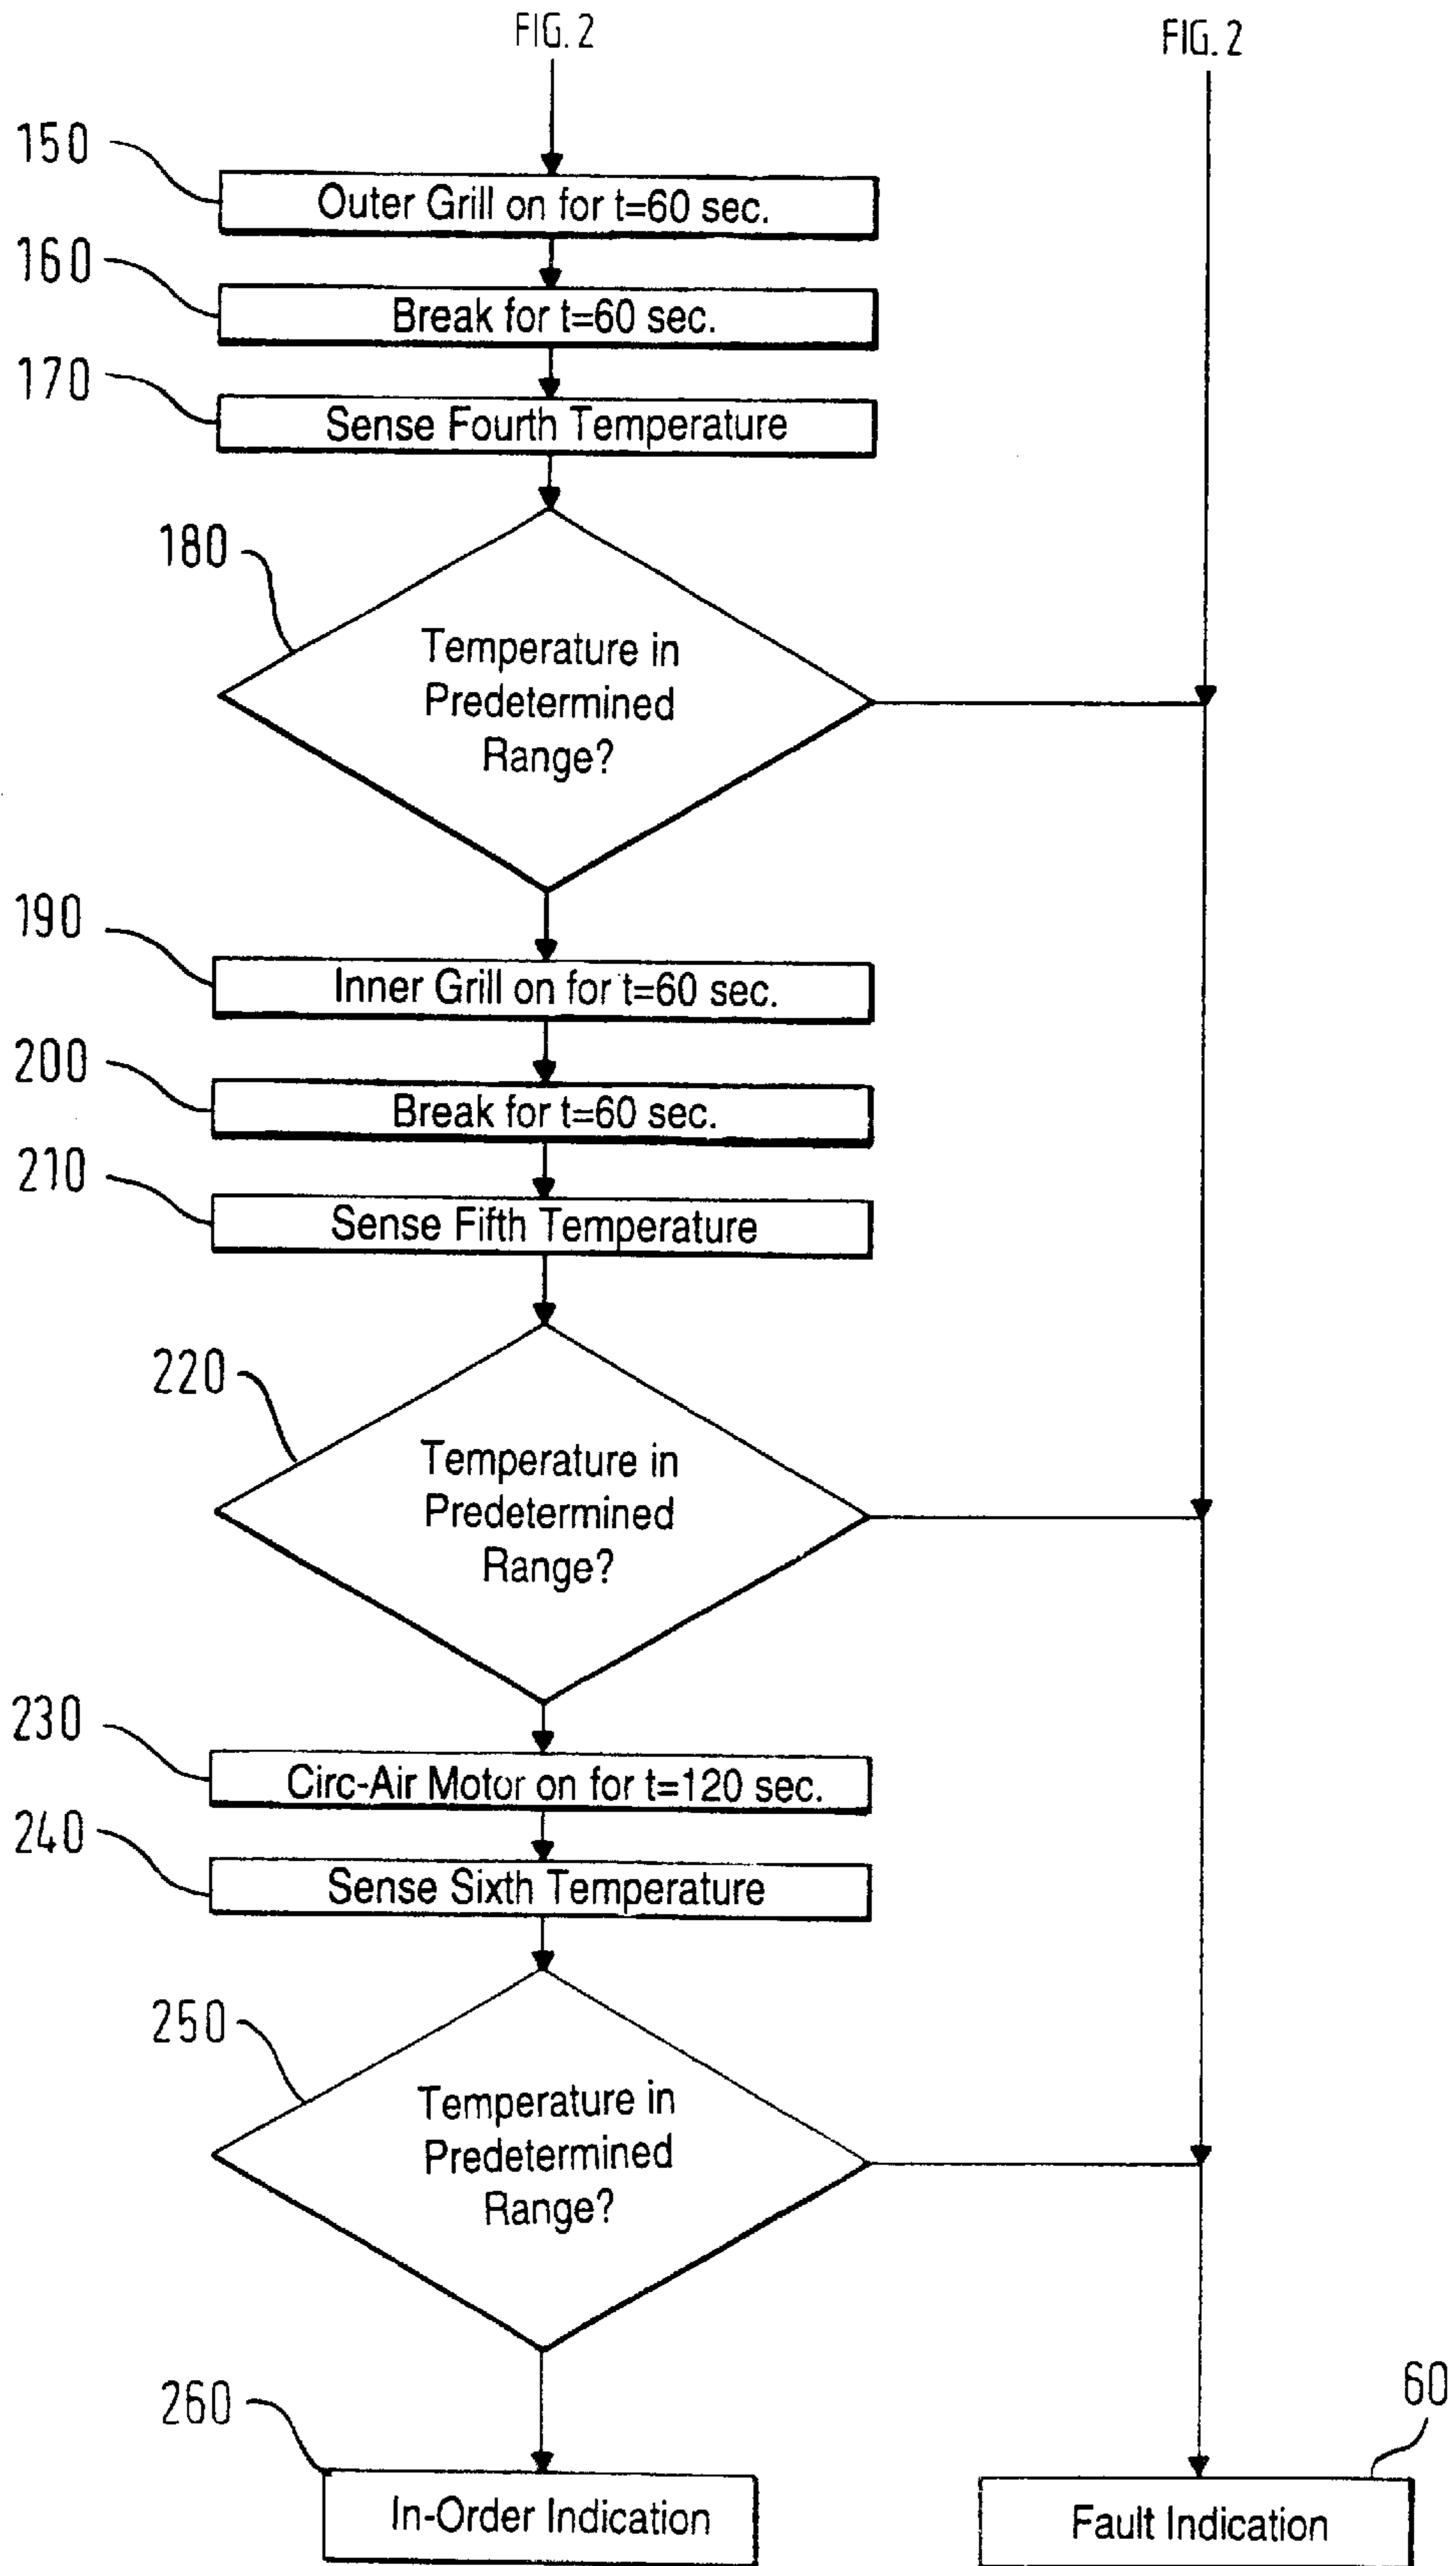 FIG. 2
FIG. 2
150
Outer Grill on for t=60 sec.
160
Break for t=60 sec.
170
Sense Fourth Temperature
180
Temperature in
Predetermined
Range?
190
Inner Grill on for t=60 sec.
200
Break for t=60 sec.
210
Sense Fifth Temperature
220
Temperature in
Predetermined
Range?
230
Circ-Air Motor on for t=120 sec.
240
Sense Sixth Temperature
250
Temperature in
Predetermined
Range?
260
In-Order Indication
60
Fault Indication